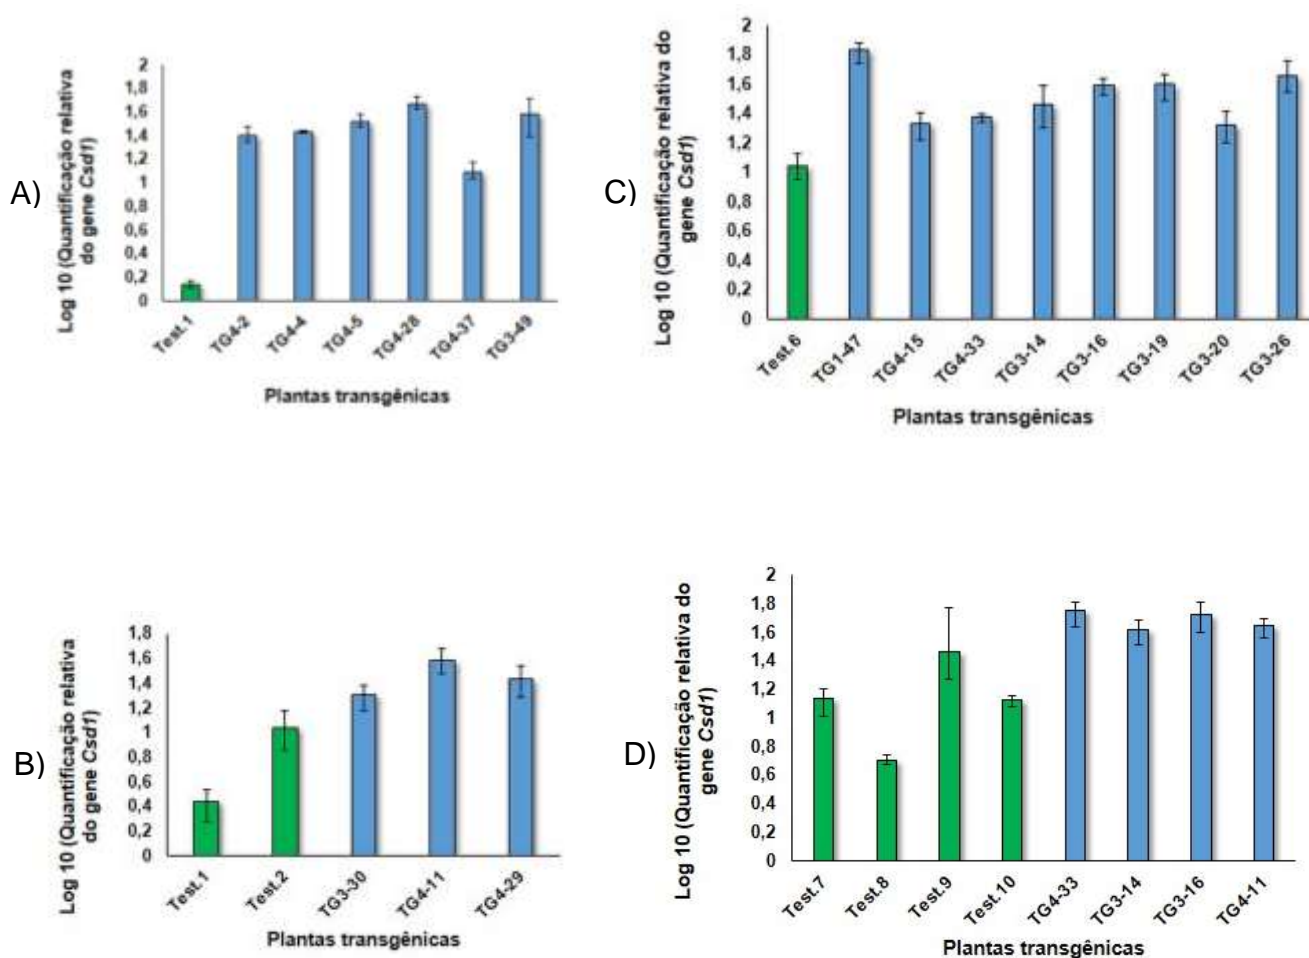 A)
Log 10 (Quantificação relativa
do gene Csd1)
2
1,8
1,6
1,4
1,2
1
0,8
0,6
0,4
0,2
0
Test.1 TG4-2 TG4-4 TG4-5 TG4-28 TG4-37 TG3-49
Plantas transgênicas
C)
Log 10 (Quantificação relativa do
gene Csd1)
2
1,8
1,6
1,4
1,2
1
0,8
0,6
0,4
0,2
0
Test.6 TG1-47 TG4-15 TG4-33 TG3-14 TG3-16 TG3-19 TG3-20 TG3-26
Plantas transgênicas
B)
Log 10 (Quantificação relativa
do gene Csd1)
1,8
1,6
1,4
1,2
1
0,8
0,6
0,4
0,2
0
Test.1 Test.2 TG3-30 TG4-11 TG4-29
Plantas transgênicas
D)
Log 10 (Quantificação relativa do
gene Csd1)
2
1,8
1,6
1,4
1,2
1
0,8
0,6
0,4
0,2
0
Test.7 Test.8 Test.9 Test.10 TG4-33 TG3-14 TG3-16 TG4-11
Plantas transgênicas